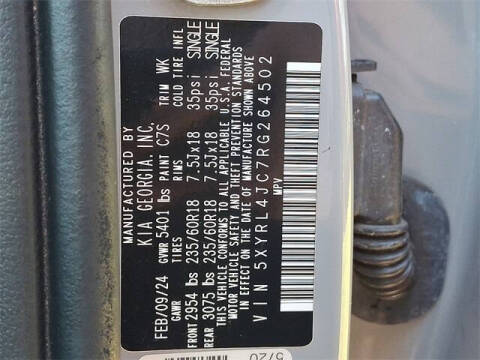 MANUFACTURED BY
KIA GEORGIA, INC.
FEB/09/24 GVWR 5401 lbs PAINT C7S TRIM WK
GAWR TIRES RIMS COLD TIRE INFL
FRONT 2954 lbs 235/60R18 7.5Jx18 35psi SINGLE
REAR 3075 lbs 235/60R18 7.5Jx18 35psi SINGLE
THIS VEHICLE CONFORMS TO ALL APPLICABLE U.S.A. FEDERAL
MOTOR VEHICLE SAFETY AND THEFT PREVENTION STANDARDS
IN EFFECT ON THE DATE OF MANUFACTURE SHOWN ABOVE.
VIN 5XYRL4JC7RG264502
MPV
5720